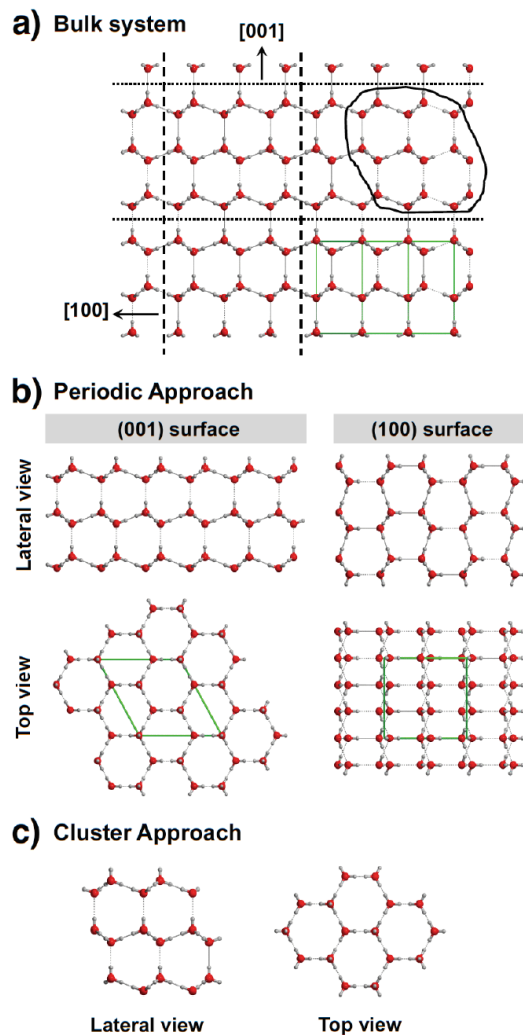 a) Bulk system
[001]
[100]
b) Periodic Approach
(001) surface
(100) surface
Lateral view
Top view
c) Cluster Approach
Lateral view
Top view